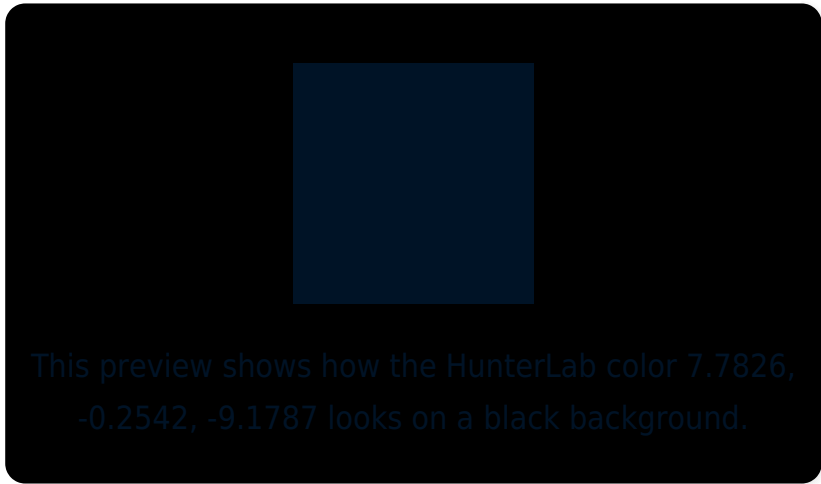 This preview shows how the HunterLab color 7.7826,
-0.2542, -9.1787 looks on a black background.